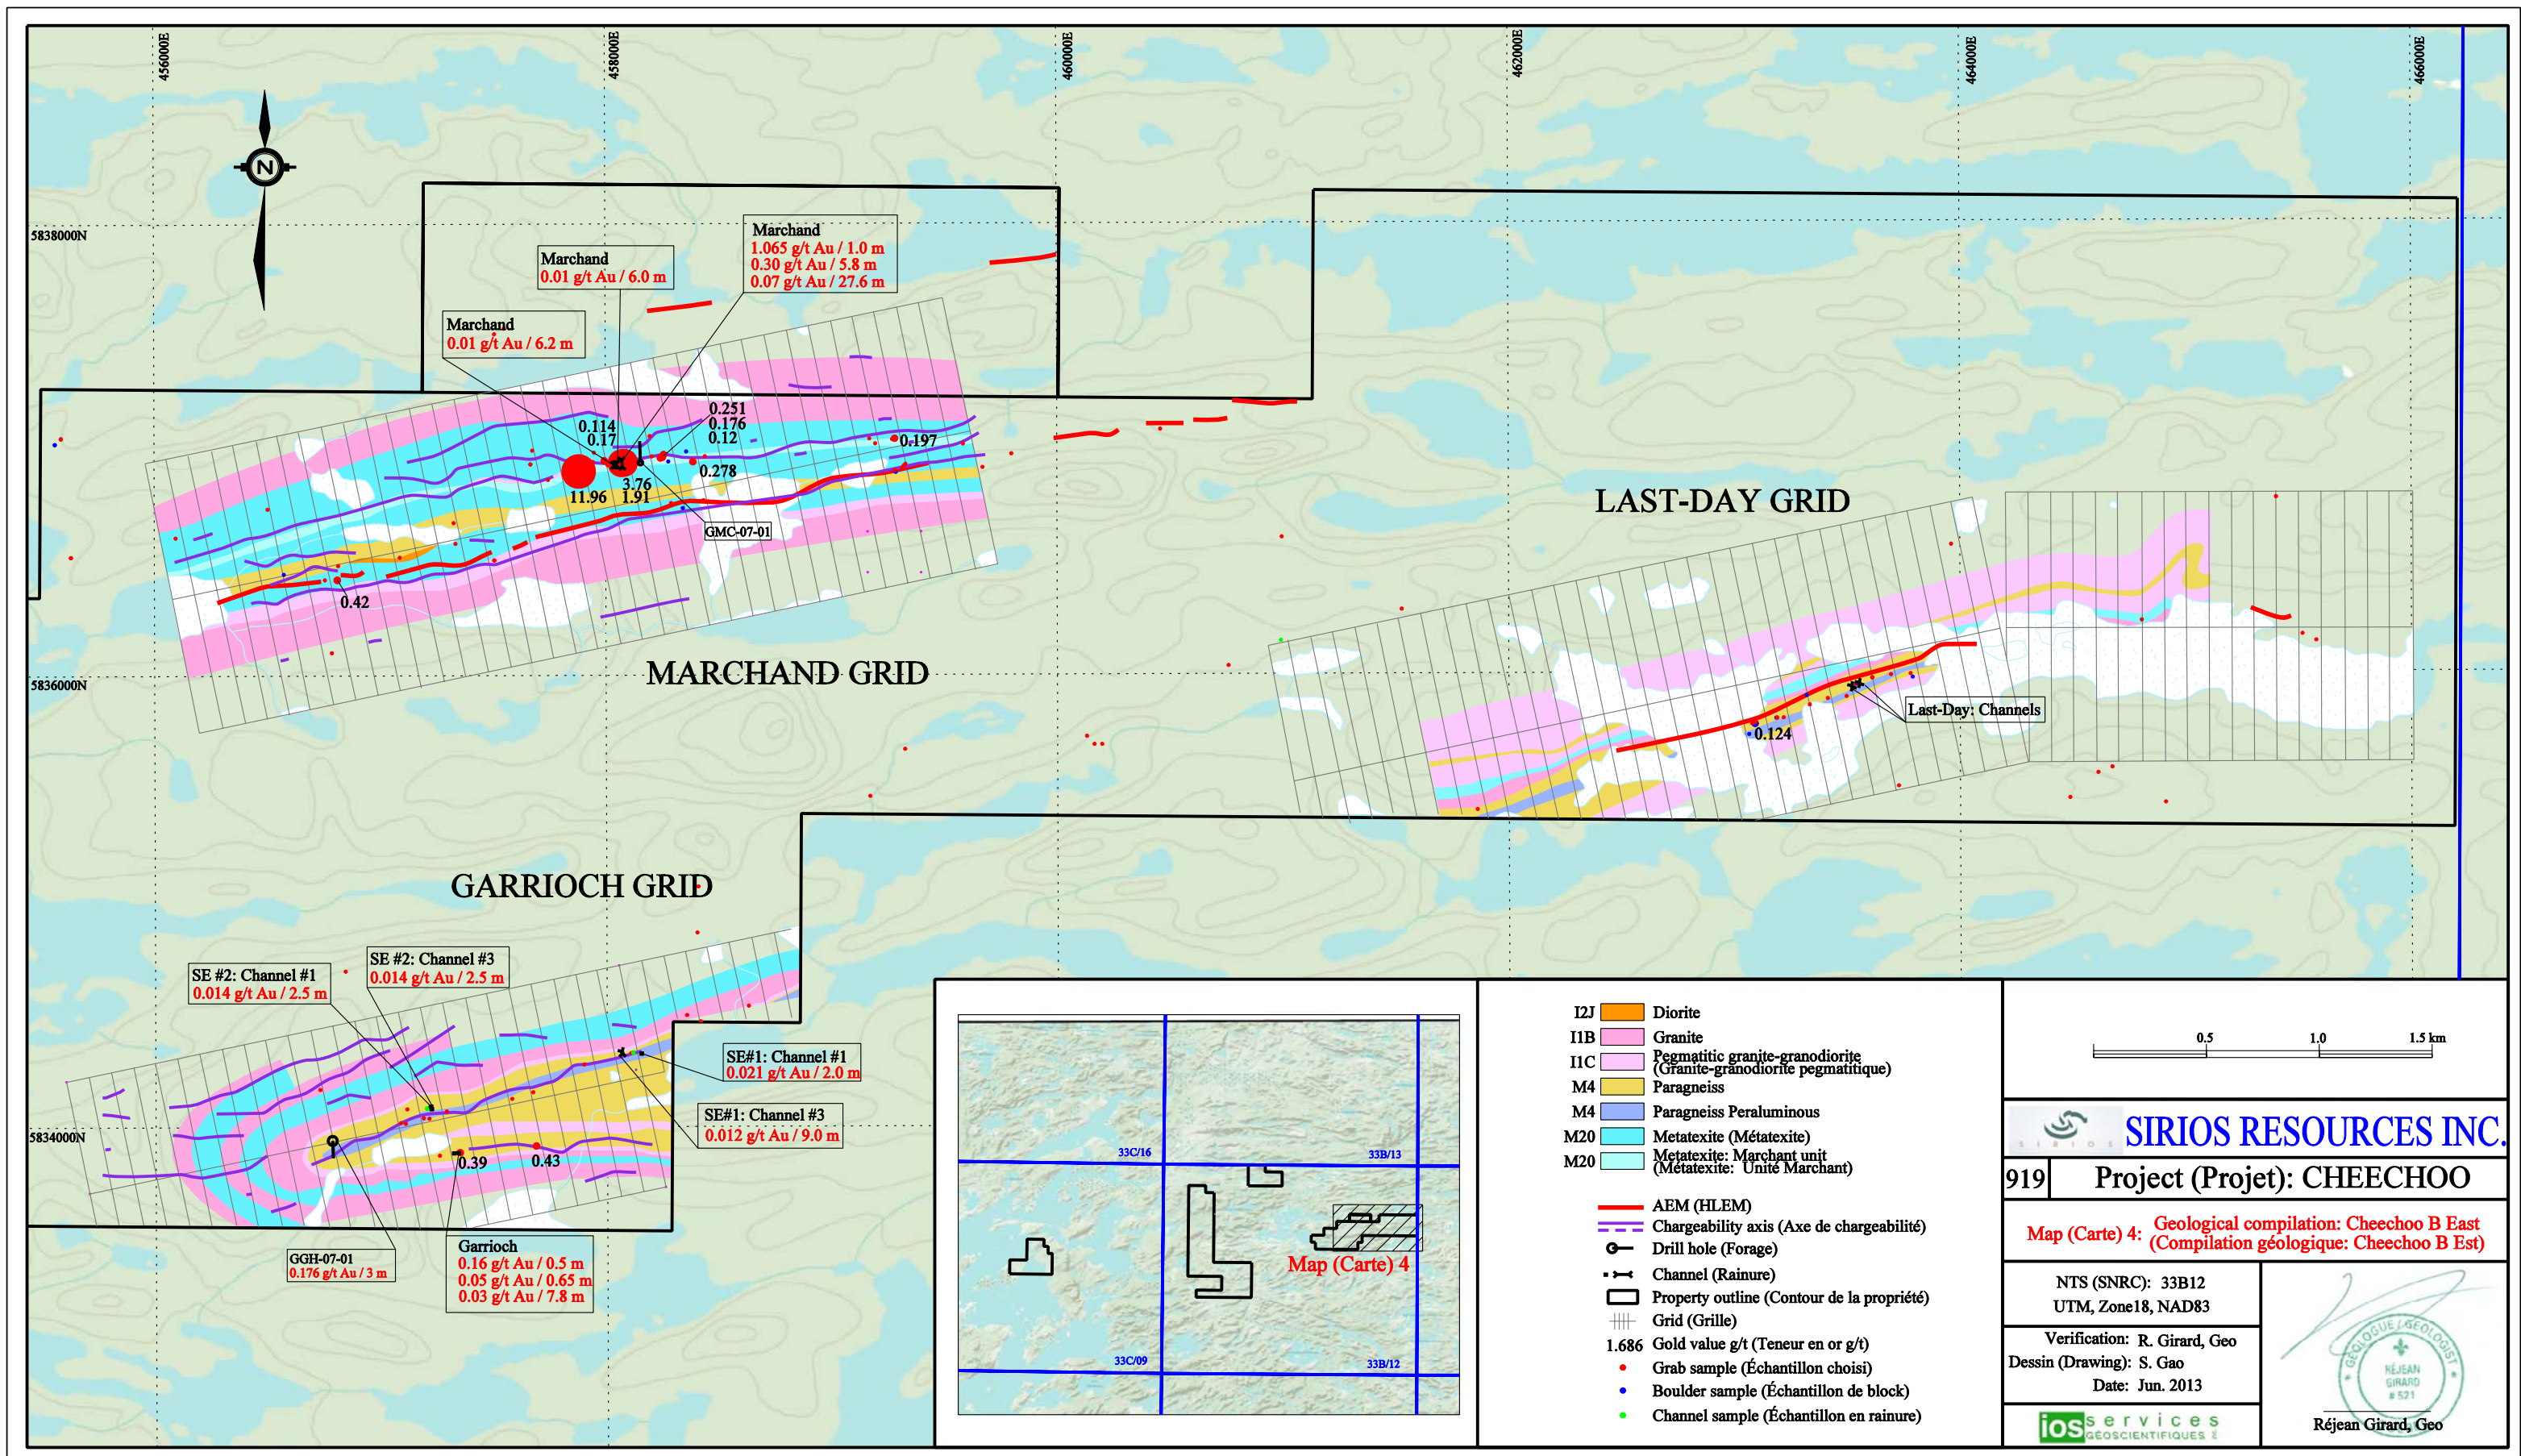 456000E
458000E
460000E
462000E
464000E
466000E
N
5838000N
5836000N
5834000N
Marchand
1.065 g/t Au / 1.0 m
0.30 g/t Au / 5.8 m
0.07 g/t Au / 27.6 m
Marchand
0.01 g/t Au / 6.0 m
Marchand
0.01 g/t Au / 6.2 m
0.251
0.176
0.12
0.114
0.17
0.197
0.278
3.76
11.96
1.91
GMC-07-01
0.42
MARCHAND GRID
LAST-DAY GRID
Last-Day: Channels
0.124
GARRIOCH GRID
SE #2: Channel #3
0.014 g/t Au / 2.5 m
SE #2: Channel #1
0.014 g/t Au / 2.5 m
SE#1: Channel #1
0.021 g/t Au / 2.0 m
SE#1: Channel #3
0.012 g/t Au / 9.0 m
0.39
0.43
GGH-07-01
0.176 g/t Au / 3 m
Garrioch
0.16 g/t Au / 0.5 m
0.05 g/t Au / 0.65 m
0.03 g/t Au / 7.8 m
33C/16
33B/13
Map (Carte) 4
33C/09
33B/12
I2J Diorite
I1B Granite
I1C Pegmatitic granite-granodiorite
(Granite-granodiorite pegmatitique)
M4 Paragneiss
M4 Paragneiss Peraluminous
M20 Metatexite (Métatexite)
M20 Metatexite: Marchant unit
(Métatexite: Unité Marchant)
AEM (HLEM)
Chargeability axis (Axe de chargeabilité)
Drill hole (Forage)
Channel (Rainure)
Property outline (Contour de la propriété)
Grid (Grille)
1.686 Gold value g/t (Teneur en or g/t)
Grab sample (Échantillon choisi)
Boulder sample (Échantillon de block)
Channel sample (Échantillon en rainure)
0.5 1.0 1.5 km
SIRIOS
SIRIOS RESOURCES INC.
919 Project (Projet): CHEECHOO
Map (Carte) 4: Geological compilation: Cheechoo B East
(Compilation géologique: Cheechoo B Est)
NTS (SNRC): 33B12
UTM, Zone18, NAD83
Verification: R. Girard, Geo
Dessin (Drawing): S. Gao
Date: Jun. 2013
ios services
GÉOSCIENTIFIQUES
GÉOLOGUE / GEOLOGIST
RÉJEAN
GIRARD
# 521
Réjean Girard, Geo